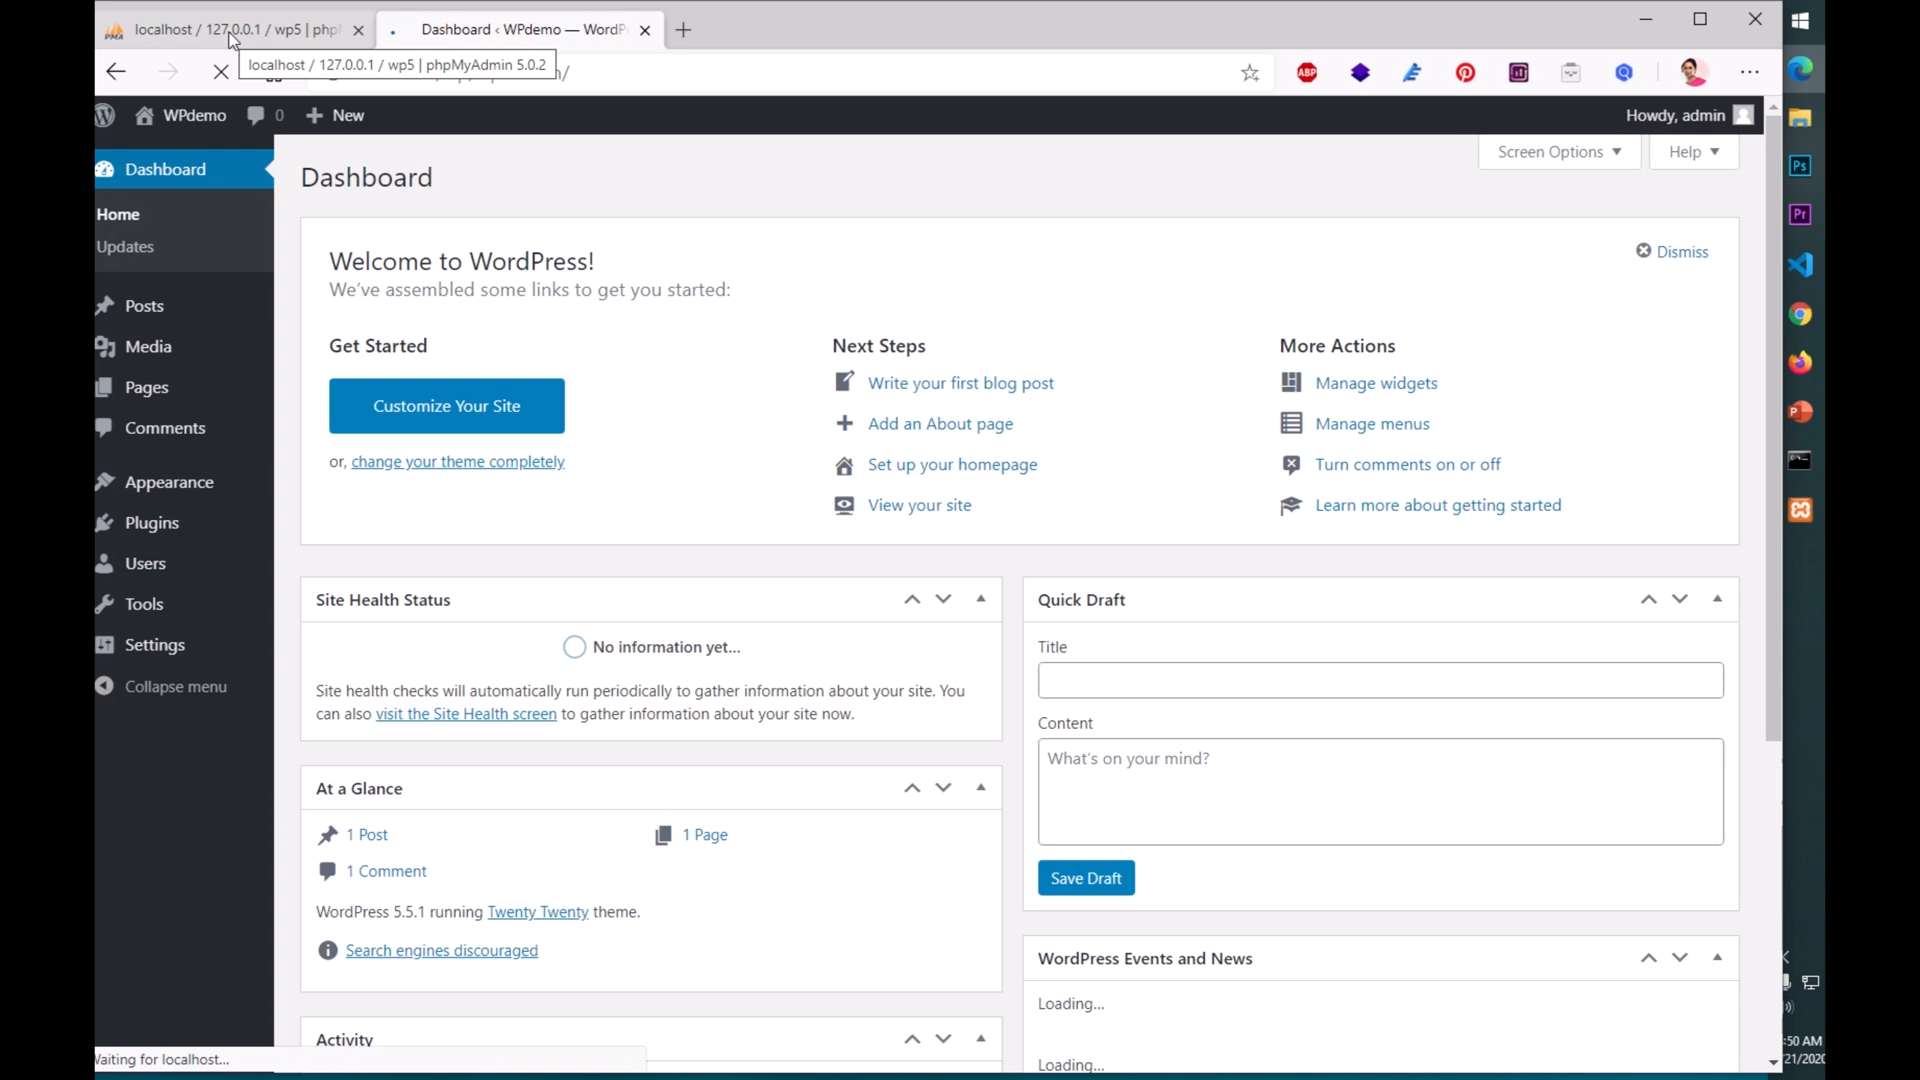 localhost / 127.0.0.1 / wp5 | phpM
Dashboard ‹ WPdemo — WordP
localhost / 127.0.0.1 / wp5 | phpMyAdmin 5.0.2
WPdemo
0
New
Howdy, admin
Dashboard
Home
Updates
Posts
Media
Pages
Comments
Appearance
Plugins
Users
Tools
Settings
Collapse menu
Screen Options
Help
Dashboard
Dismiss
Welcome to WordPress!
We've assembled some links to get you started:
Get Started
Customize Your Site
or, change your theme completely
Next Steps
Write your first blog post
Add an About page
Set up your homepage
View your site
More Actions
Manage widgets
Manage menus
Turn comments on or off
Learn more about getting started
Site Health Status
No information yet...
Site health checks will automatically run periodically to gather information about your site. You
can also visit the Site Health screen to gather information about your site now.
At a Glance
1 Post
1 Page
1 Comment
WordPress 5.5.1 running Twenty Twenty theme.
Search engines discouraged
Activity
Quick Draft
Title
Content
What's on your mind?
Save Draft
WordPress Events and News
Loading...
Loading...
Waiting for localhost...
ABP
Ps
Pr
:50 AM
/21/2020